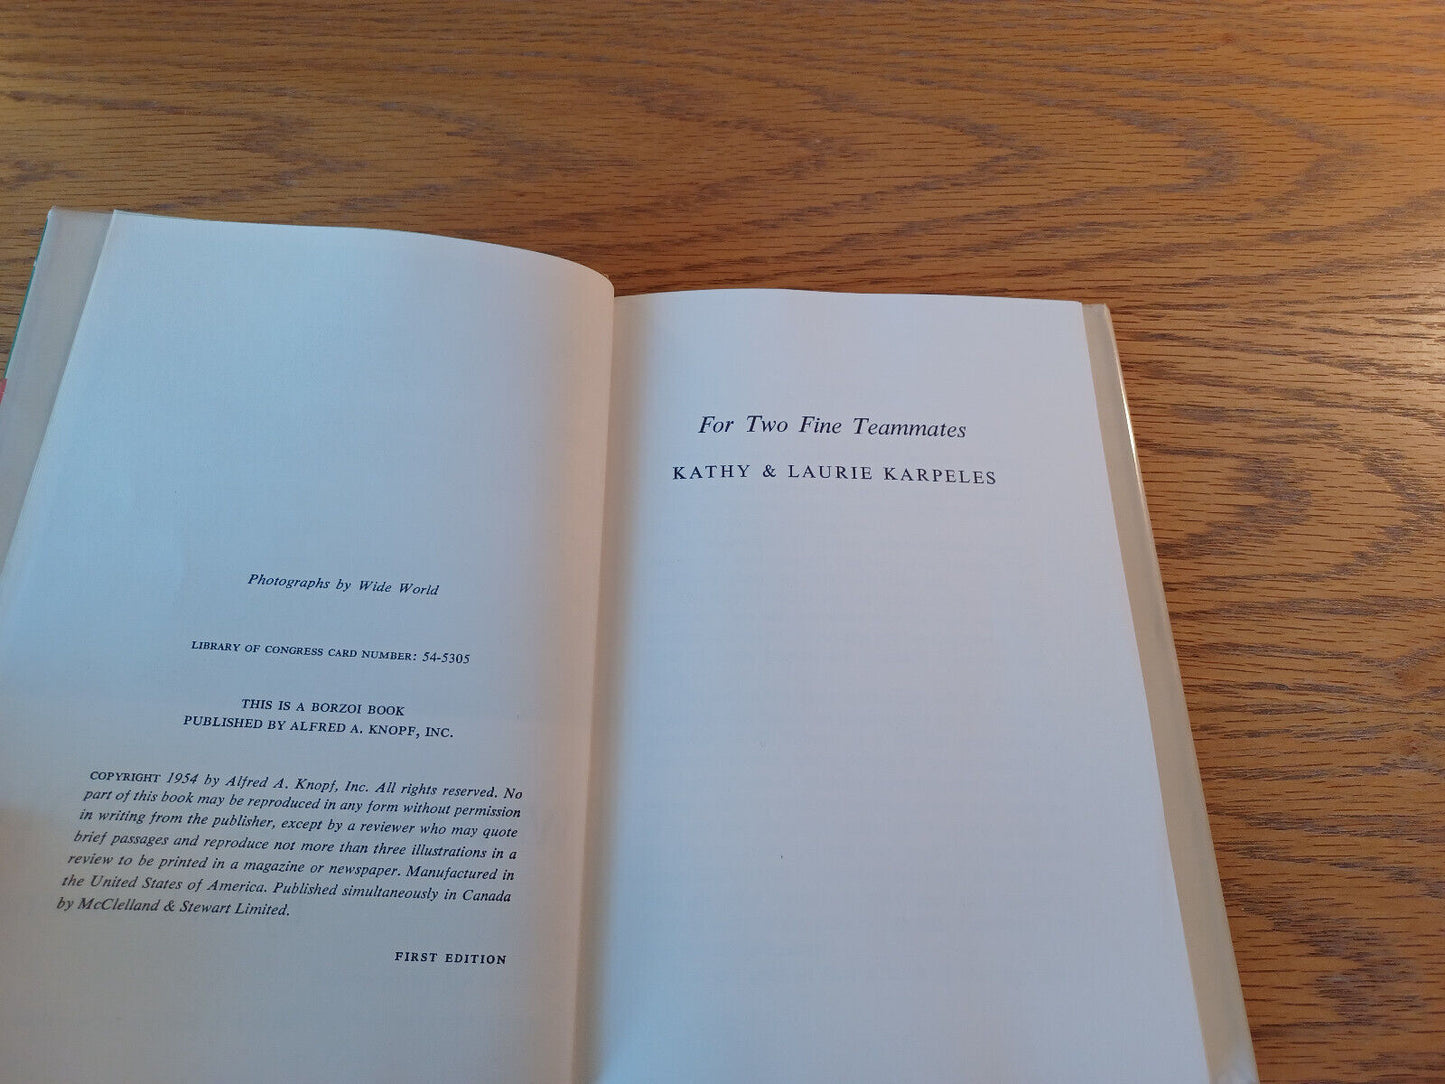 Photographs by Wide World
LIBRARY OF CONGRESS CARD NUMBER: 54-5305
THIS IS A BORZOI BOOK
PUBLISHED BY ALFRED A. KNOPF, INC.
COPYRIGHT 1954 by Alfred A. Knopf, Inc. All rights reserved. No
part of this book may be reproduced in any form without permission
in writing from the publisher, except by a reviewer who may quote
brief passages and reproduce not more than three illustrations in a
review to be printed in a magazine or newspaper. Manufactured in
the United States of America. Published simultaneously in Canada
by McClelland & Stewart Limited.
FIRST EDITION
For Two Fine Teammates
KATHY & LAURIE KARPELES